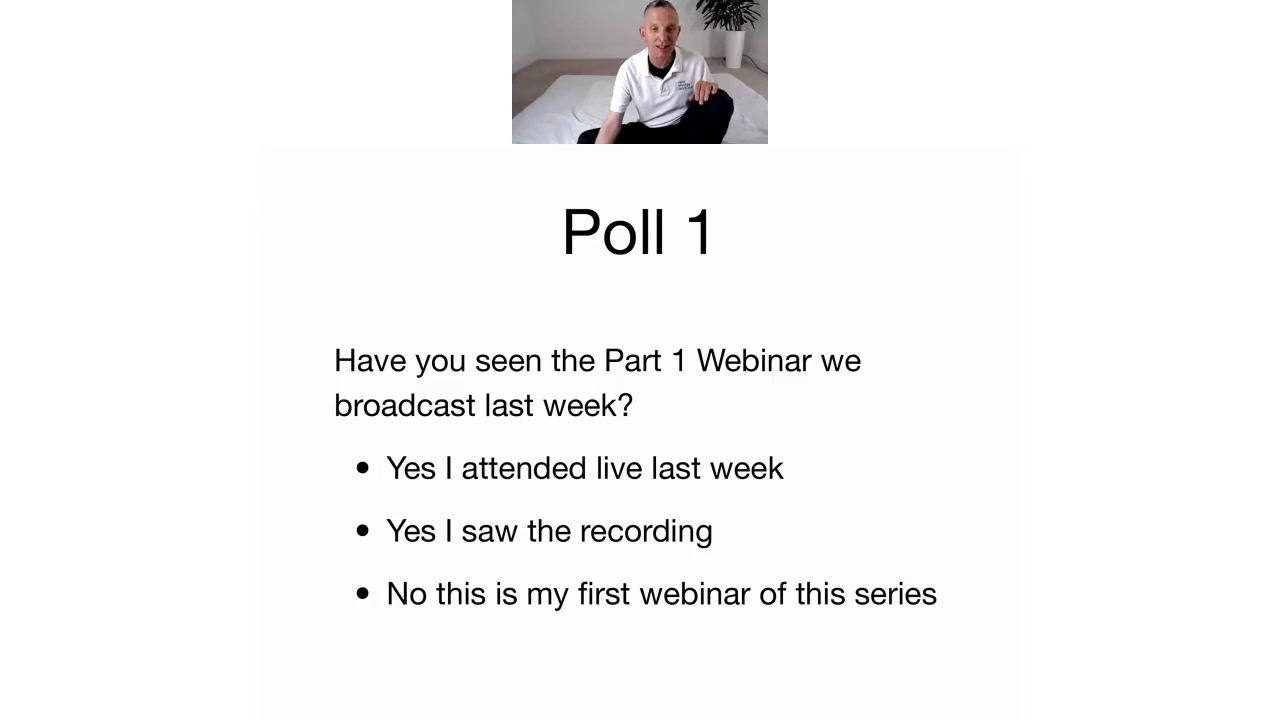 Poll 1
Have you seen the Part 1 Webinar we
broadcast last week?
• Yes I attended live last week
• Yes I saw the recording
• No this is my first webinar of this series